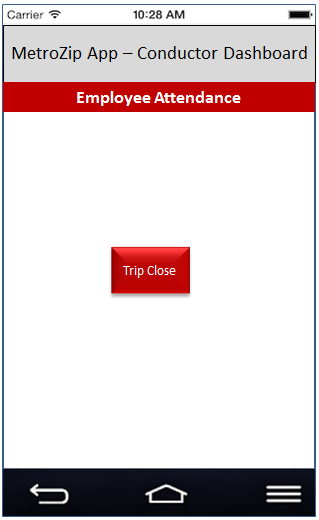 Carrier 10:28 AM
MetroZip App – Conductor Dashboard
Employee Attendance
Trip Close